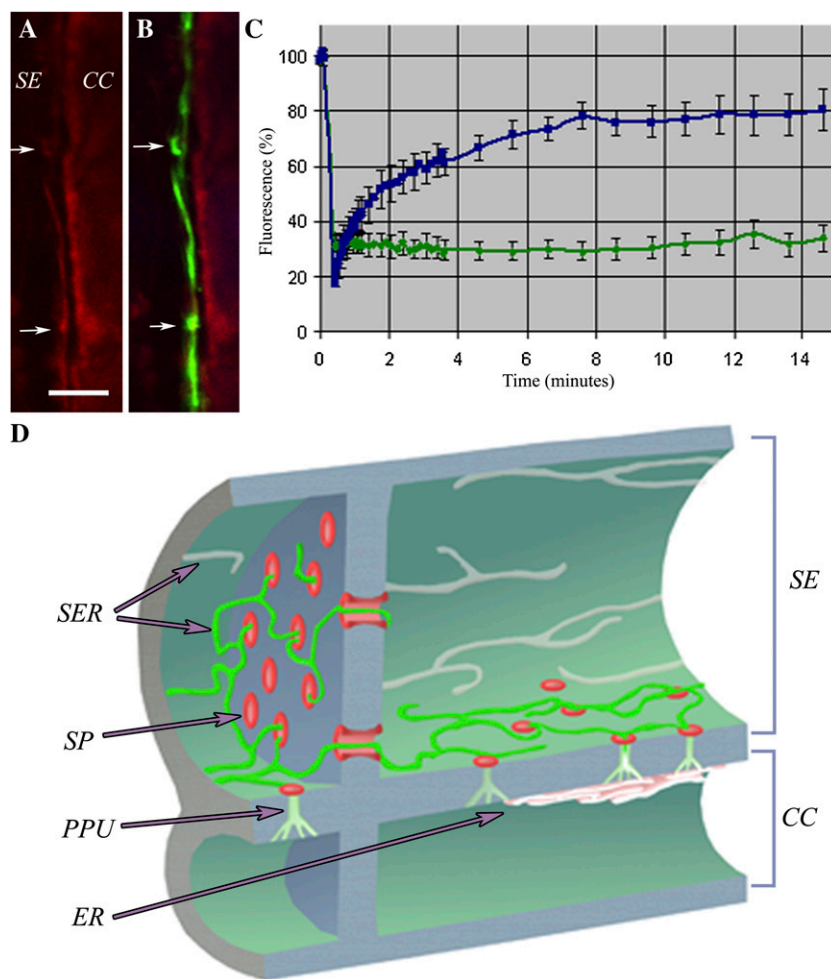 A
B
C
SE
CC
Fluorescence (%)
100
80
60
40
20
0
0 2 4 6 8 10 12 14
Time (minutes)
D
SER
SP
PPU
ER
SE
CC